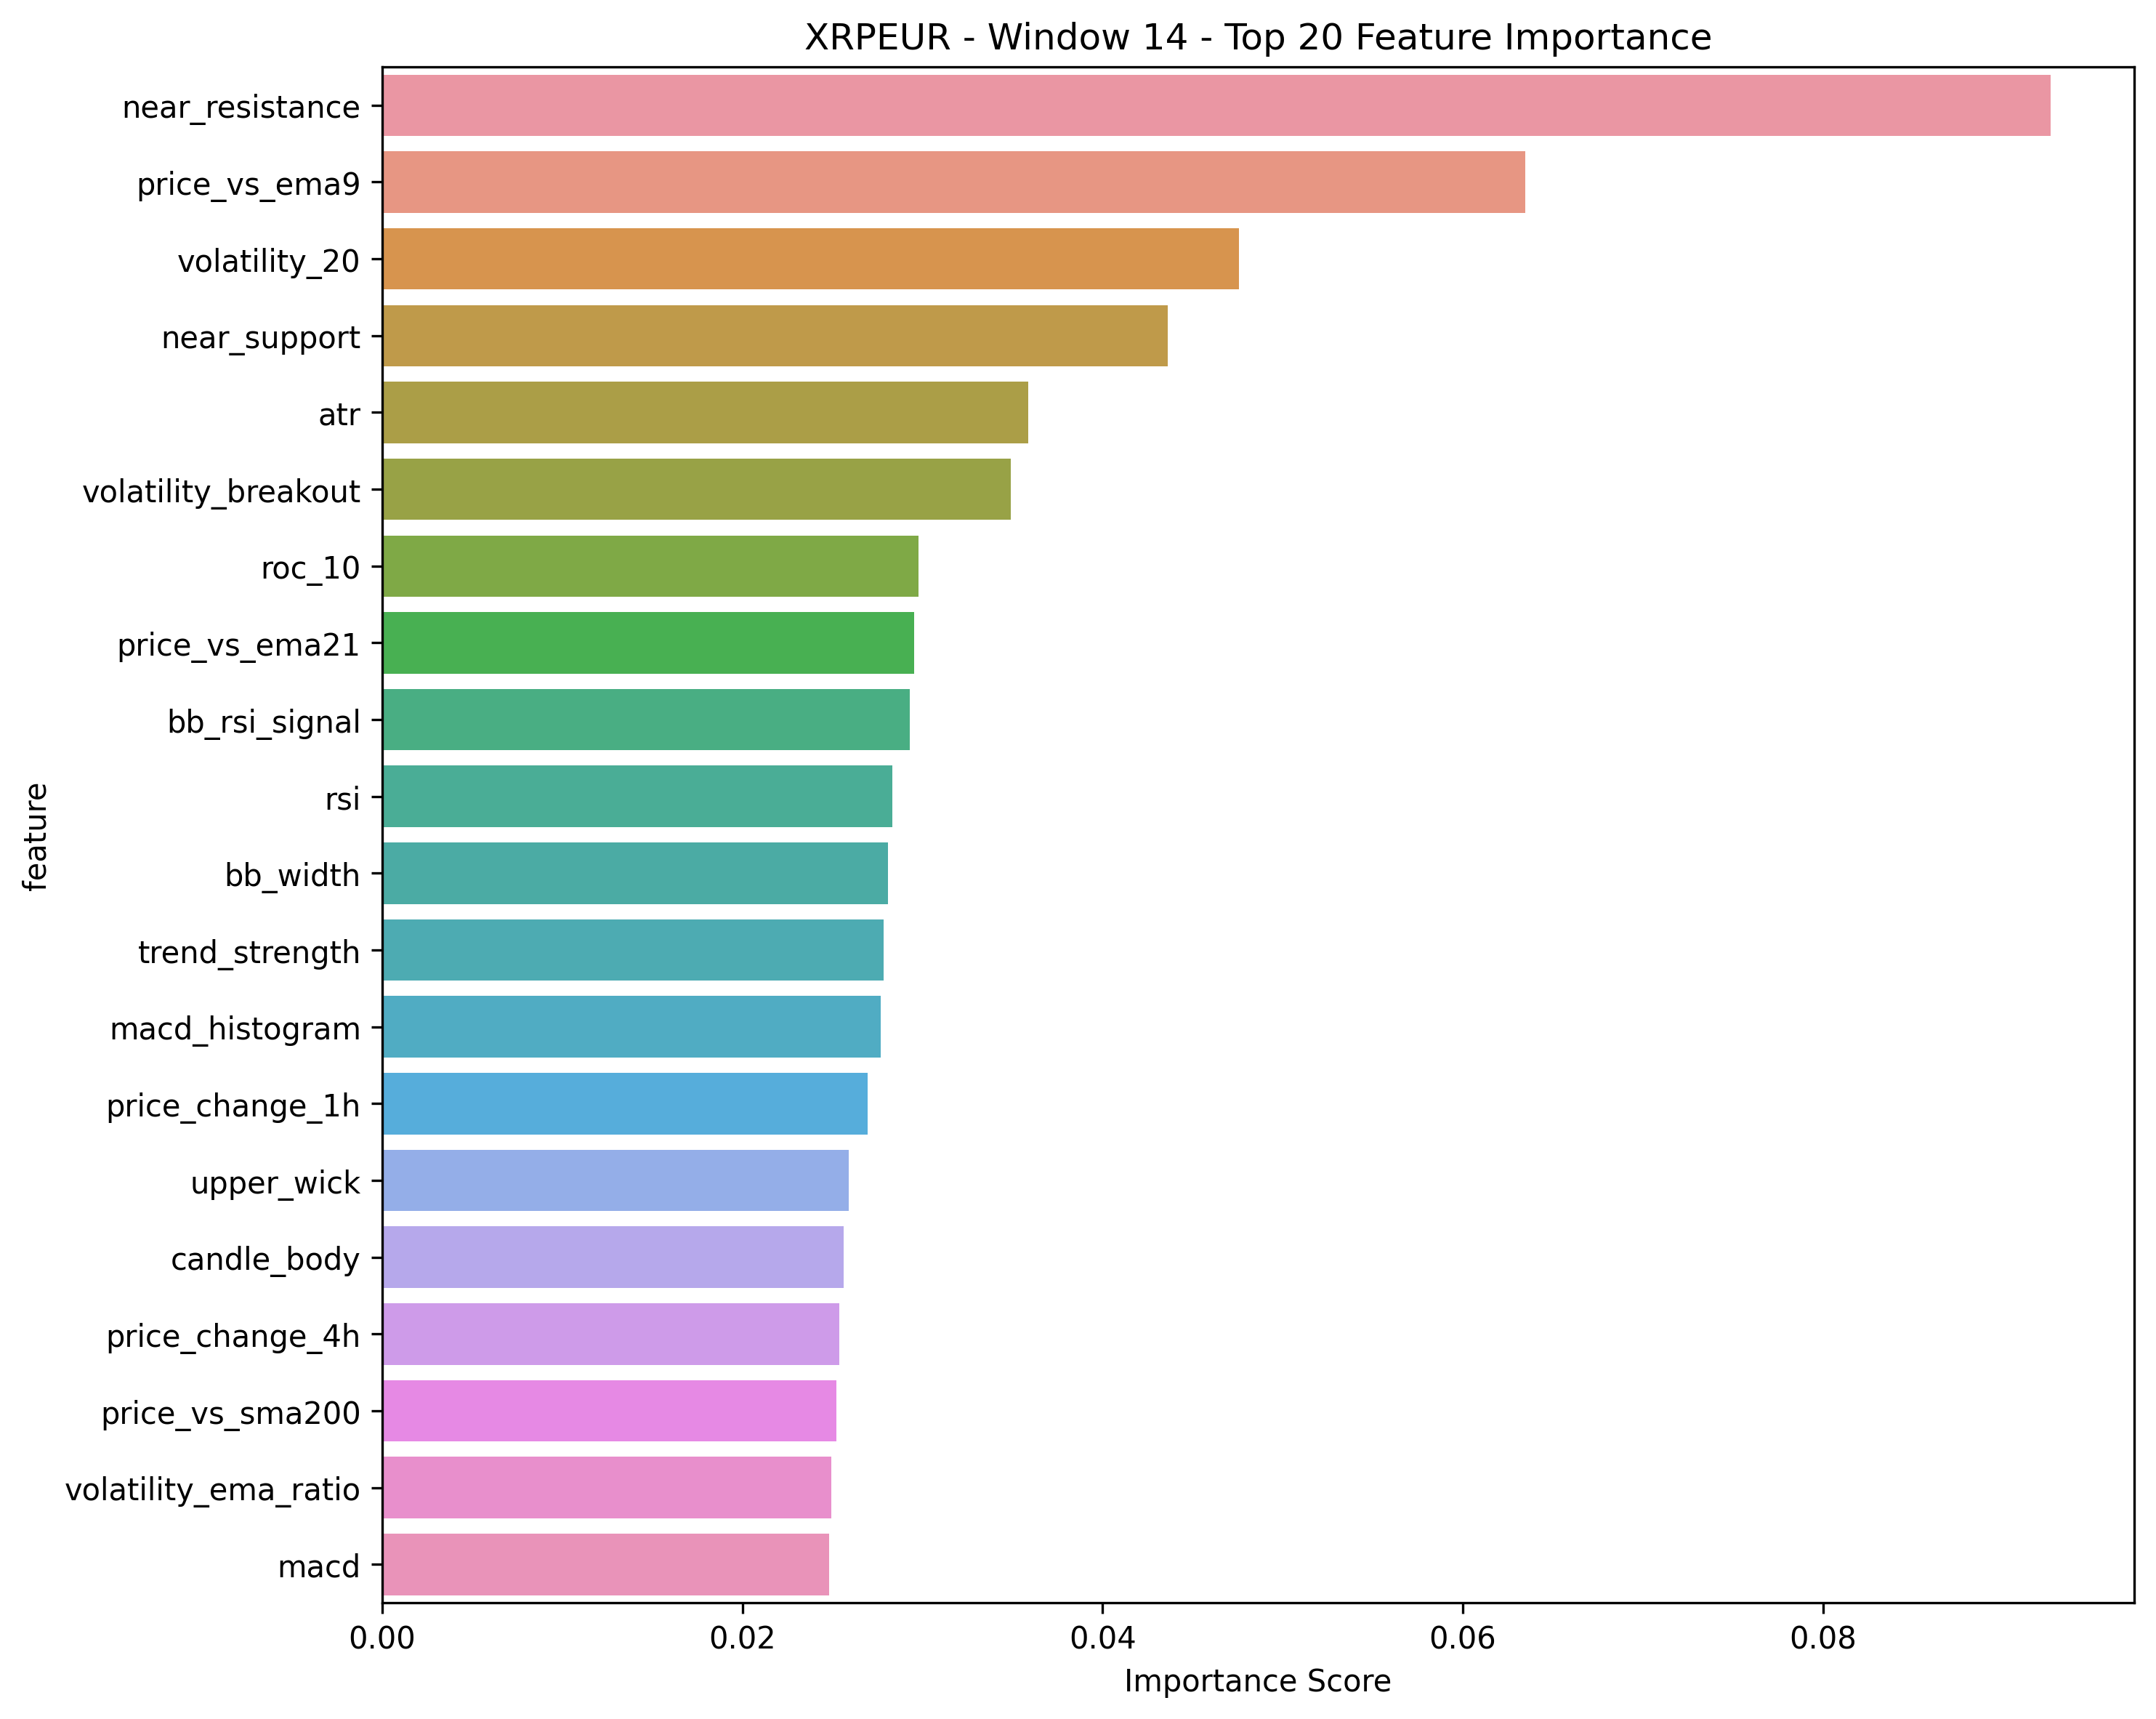 XRPEUR - Window 14 - Top 20 Feature Importance
near_resistance
price_vs_ema9
volatility_20
near_support
atr
volatility_breakout
roc_10
price_vs_ema21
bb_rsi_signal
rsi
bb_width
trend_strength
macd_histogram
price_change_1h
upper_wick
candle_body
price_change_4h
price_vs_sma200
volatility_ema_ratio
macd
feature
0.00 0.02 0.04 0.06 0.08
Importance Score